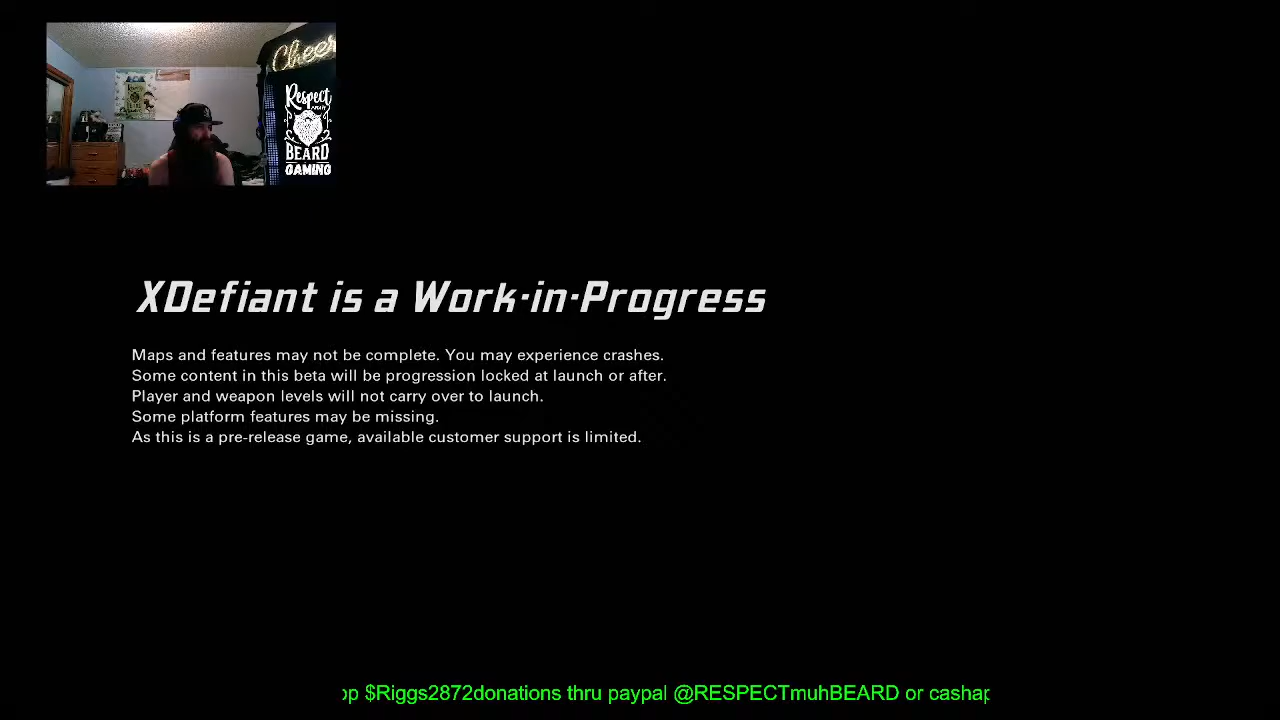 Cheer
Respect
BEARD
GAMING
XDefiant is a Work-in-Progress
Maps and features may not be complete. You may experience crashes.
Some content in this beta will be progression locked at launch or after.
Player and weapon levels will not carry over to launch.
Some platform features may be missing.
As this is a pre-release game, available customer support is limited.
op $Riggs2872donations thru paypal @RESPECTmuhBEARD or cashap